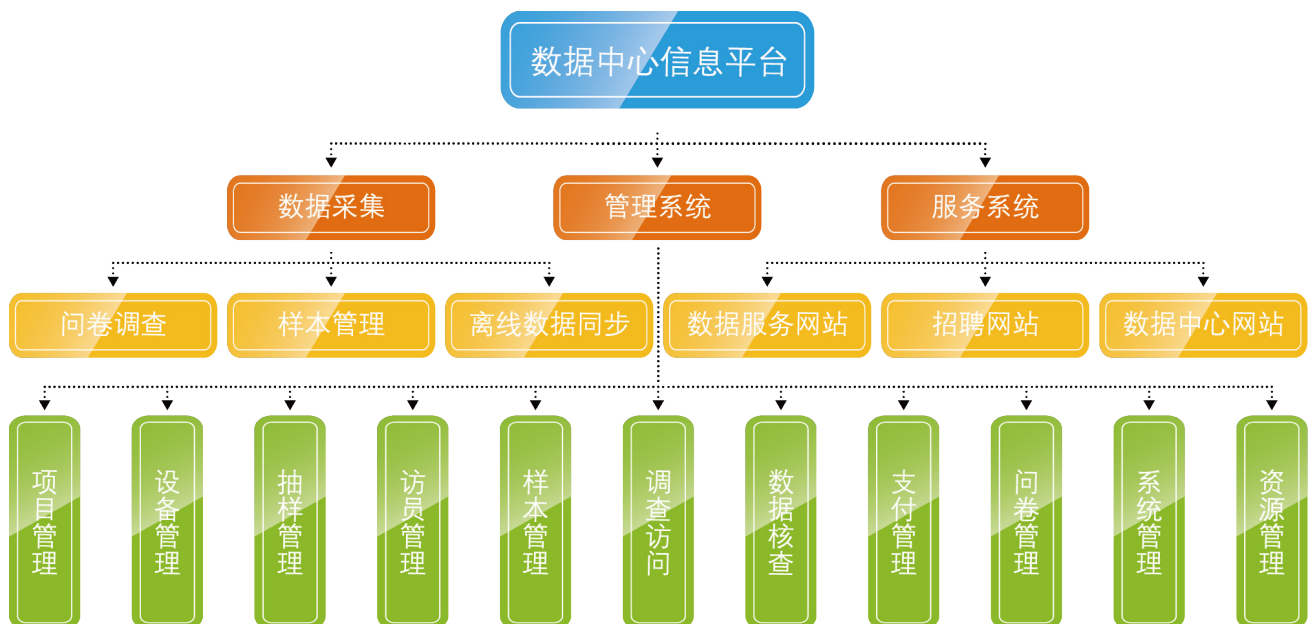 数据中心信息平台
数据采集
管理系统
服务系统
问卷调查
样本管理
离线数据同步
数据服务网站
招聘网站
数据中心网站
项目管理
设备管理
抽样管理
访员管理
样本管理
调查访问
数据核查
支付管理
问卷管理
系统管理
资源管理